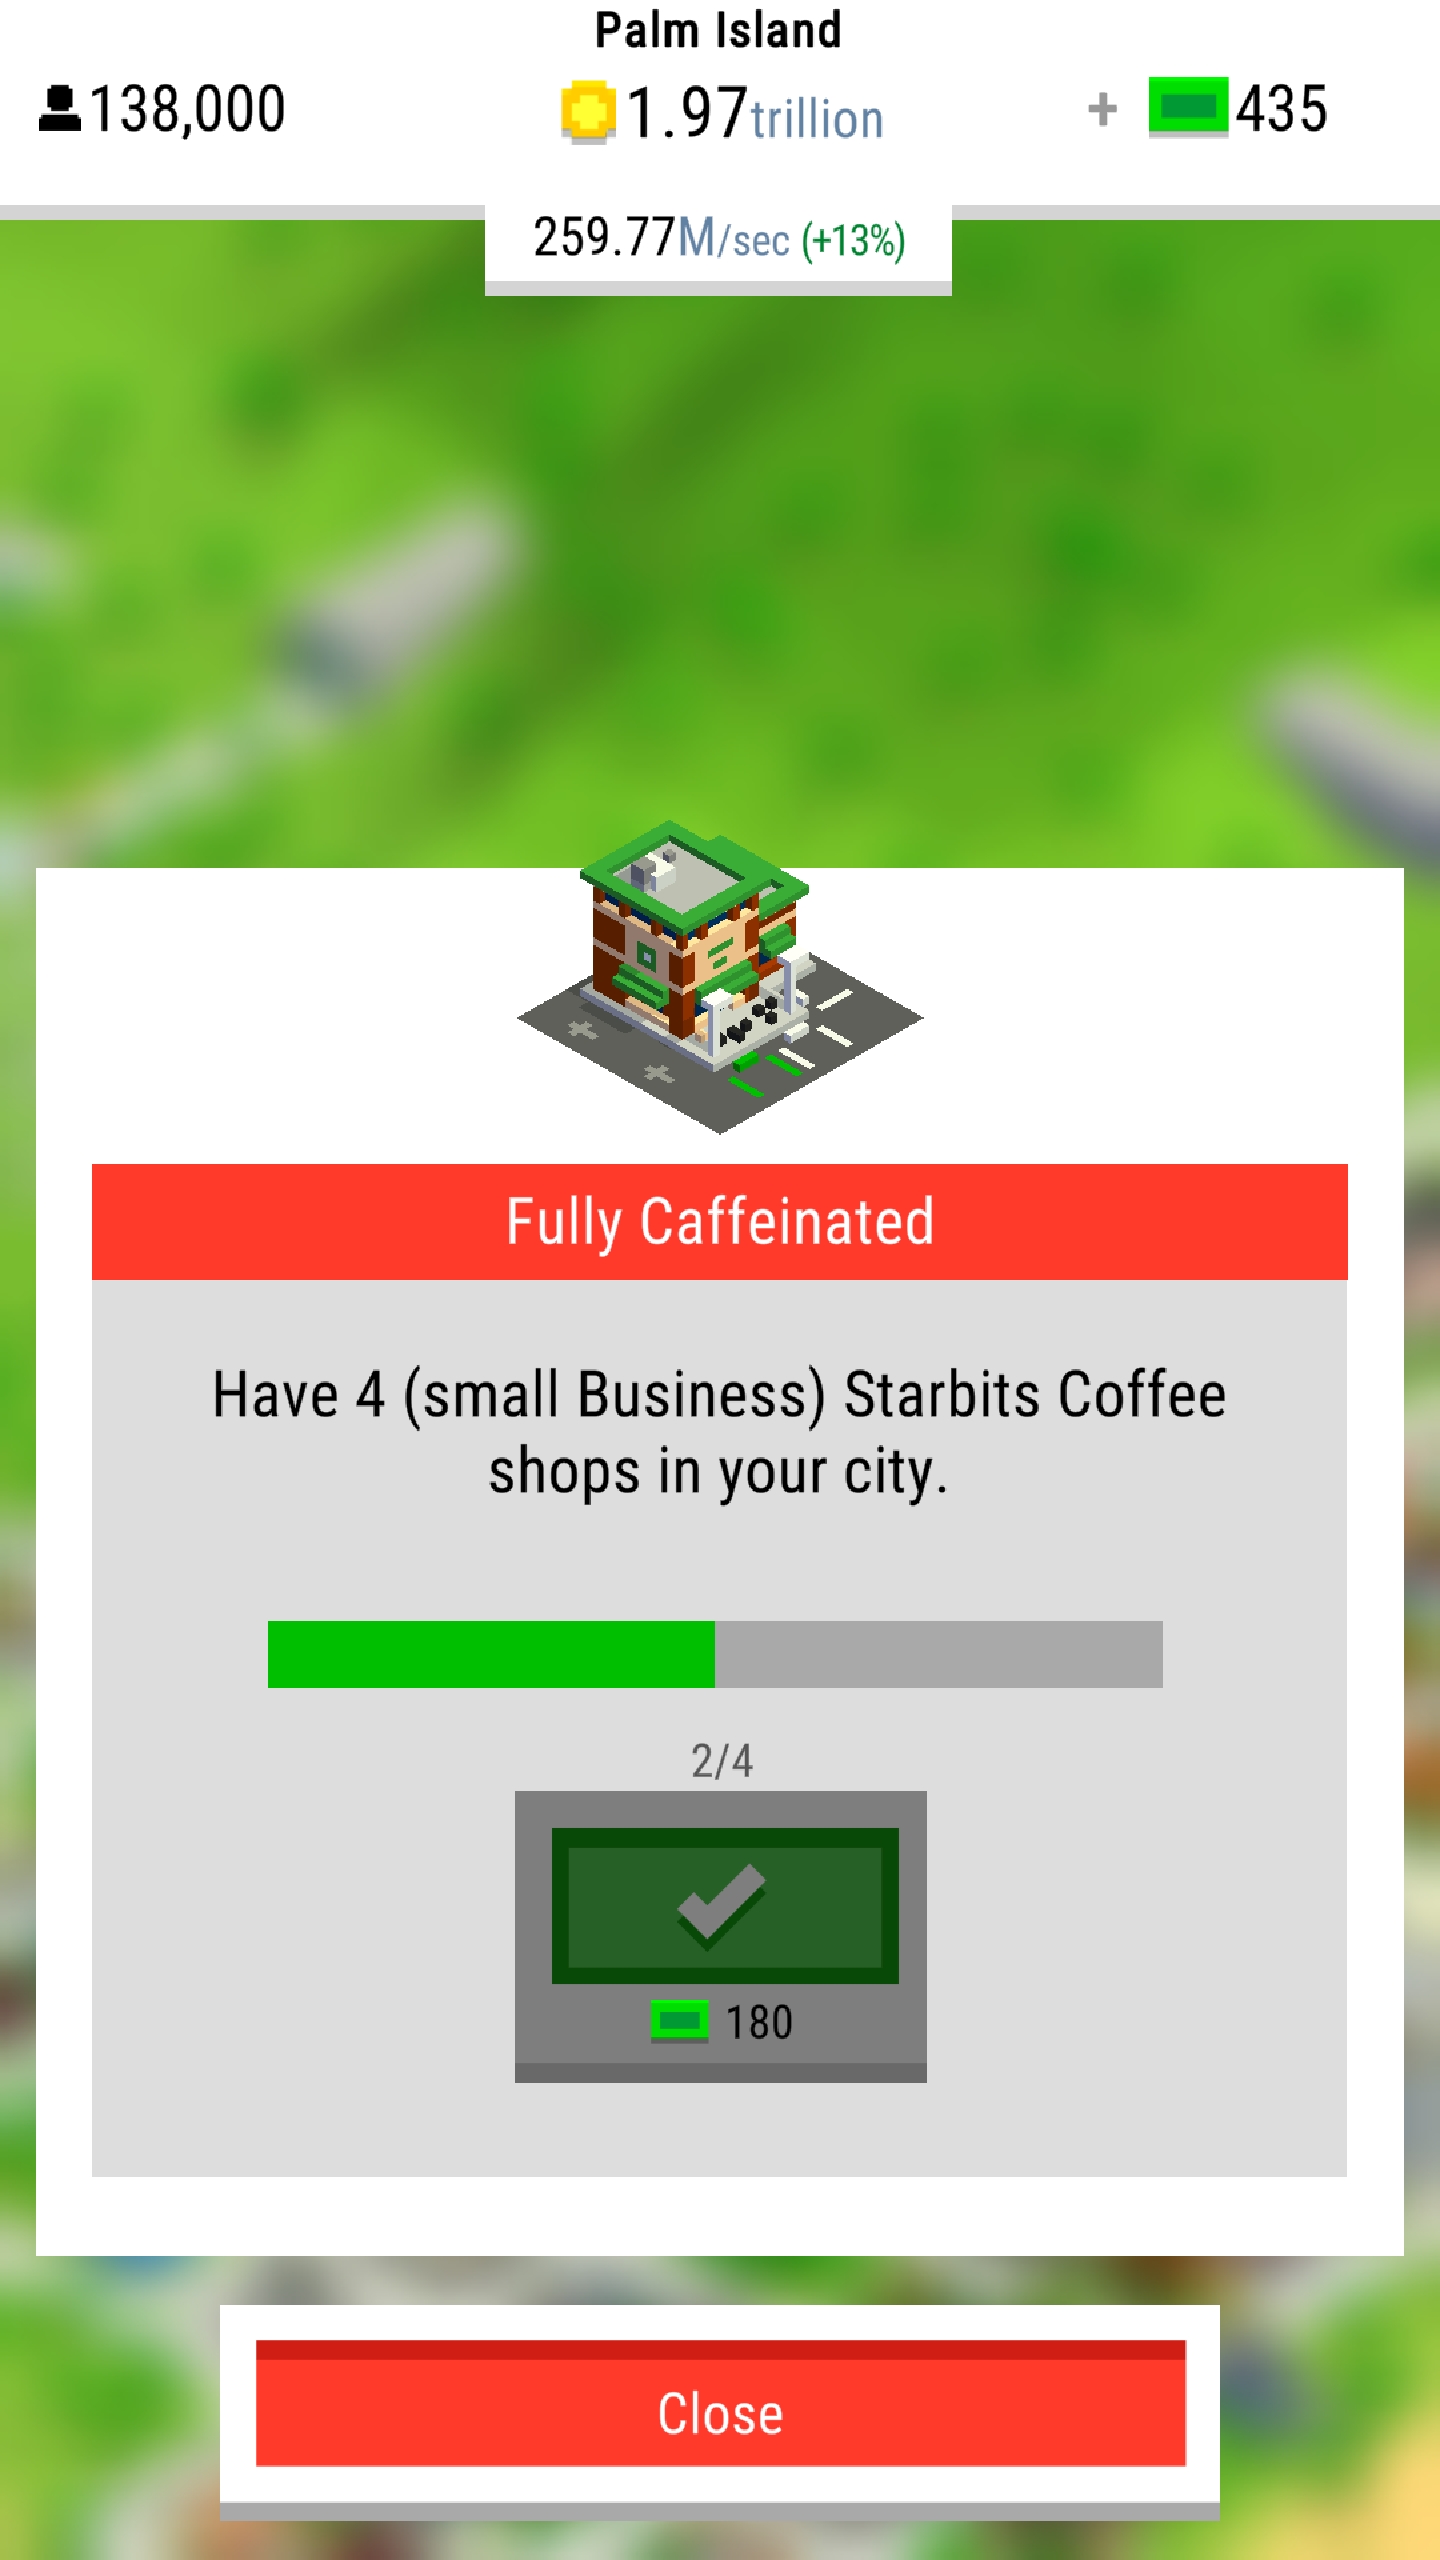 Palm Island
138,000
1.97trillion
+ 435
259.77M/sec (+13%)
Fully Caffeinated
Have 4 (small Business) Starbits Coffee
shops in your city.
2/4
180
Close